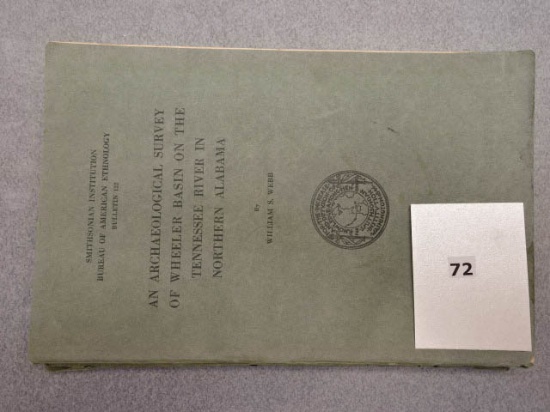 SMITHSONIAN INSTITUTION
BUREAU OF AMERICAN ETHNOLOGY
BULLETIN 122
AN ARCHAEOLOGICAL SURVEY
OF WHEELER BASIN ON THE
TENNESSEE RIVER IN
NORTHERN ALABAMA
By
WILLIAM S. WEBB
72